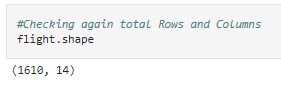 #Checking again total Rows and Columns
flight.shape
(1610, 14)